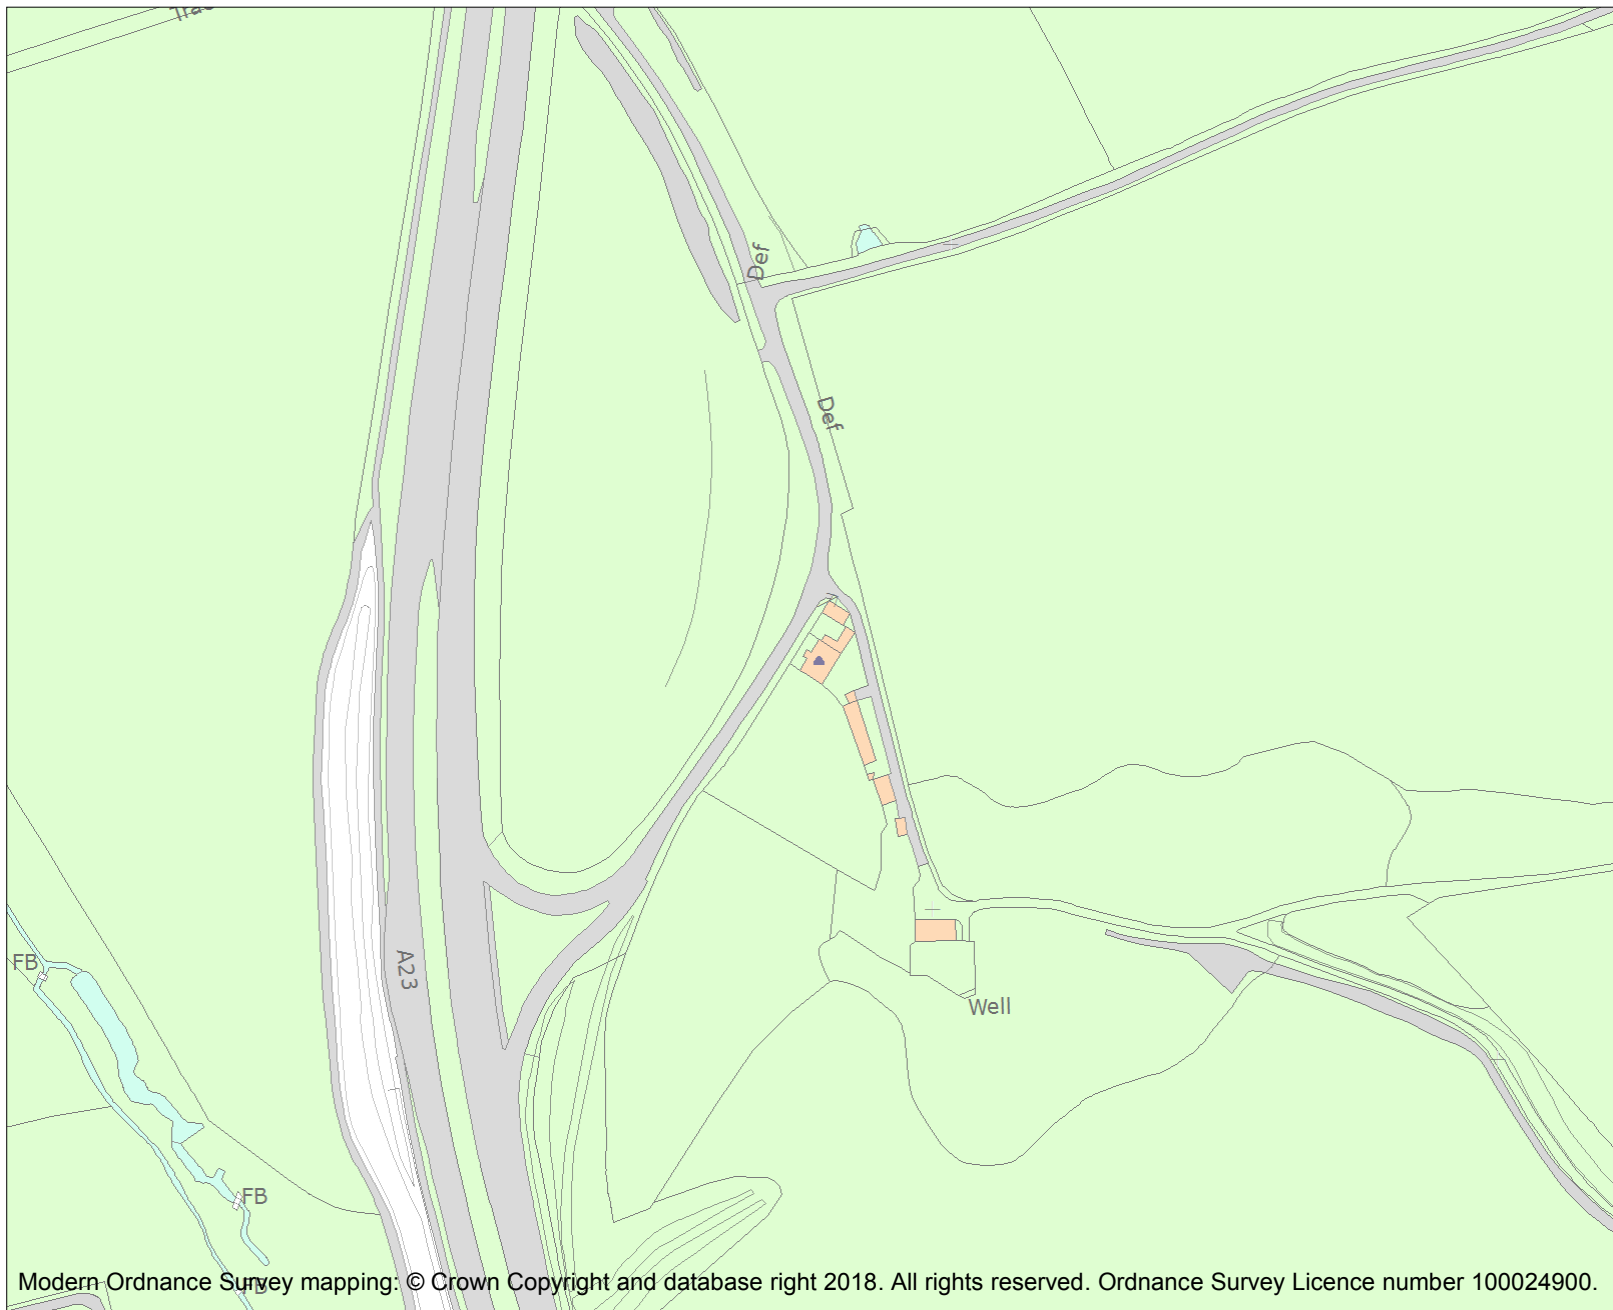 Def
Def
A23
FB
Well
FB
FB
Modern Ordnance Survey mapping: © Crown Copyright and database right 2018. All rights reserved. Ordnance Survey Licence number 100024900.